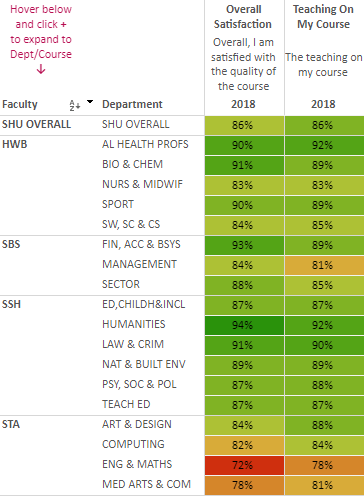 Hover below
and click +
to expand to
Dept/Course
↓
Overall
Satisfaction
Overall, I am
satisfied with
the quality of
the course
Teaching On
My Course
The teaching on
my course
Faculty Department 2018 2018
SHU OVERALL SHU OVERALL 86% 86%
HWB AL HEALTH PROFS 90% 92%
BIO & CHEM 91% 89%
NURS & MIDWIF 83% 83%
SPORT 90% 89%
SW, SC & CS 84% 85%
SBS FIN, ACC & BSYS 93% 89%
MANAGEMENT 84% 81%
SECTOR 88% 85%
SSH ED,CHILDH&INCL 87% 87%
HUMANITIES 94% 92%
LAW & CRIM 91% 90%
NAT & BUILT ENV 89% 89%
PSY, SOC & POL 87% 88%
TEACH ED 87% 87%
STA ART & DESIGN 84% 88%
COMPUTING 82% 84%
ENG & MATHS 72% 78%
MED ARTS & COM 78% 81%